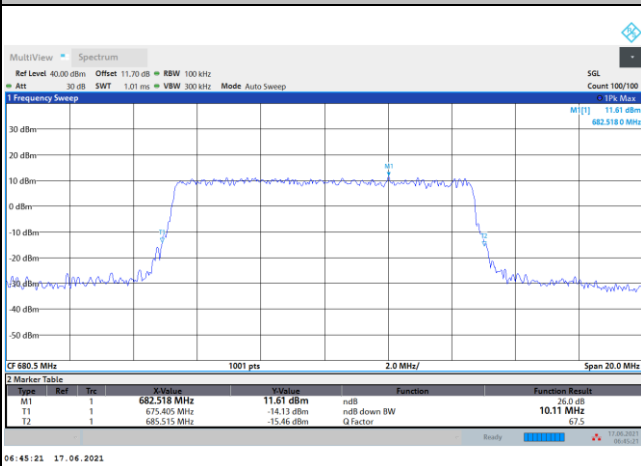 MultiView Spectrum
Ref Level 40.00 dBm Offset 11.70 dB RBW 100 kHz SGL
Att 30 dB SWT 1.01 ms VBW 300 kHz Mode Auto Sweep Count 100/100
1 Frequency Sweep 1Pk Max
M1[1] 11.61 dBm
682.518 0 MHz
30 dBm
20 dBm
M1
10 dBm
0 dBm
-10 dBm
T1 T2
-20 dBm
-30 dBm
-40 dBm
-50 dBm
CF 680.5 MHz 1001 pts 2.0 MHz/ Span 20.0 MHz
2 Marker Table
Type Ref Trc X-Value Y-Value Function Function Result
M1 1 682.518 MHz 11.61 dBm ndB 26.0 dB
T1 1 675.405 MHz -14.13 dBm ndB down BW 10.11 MHz
T2 1 685.515 MHz -15.46 dBm Q Factor 67.5
Ready 17.06.2021
06:45:21
06:45:21 17.06.2021